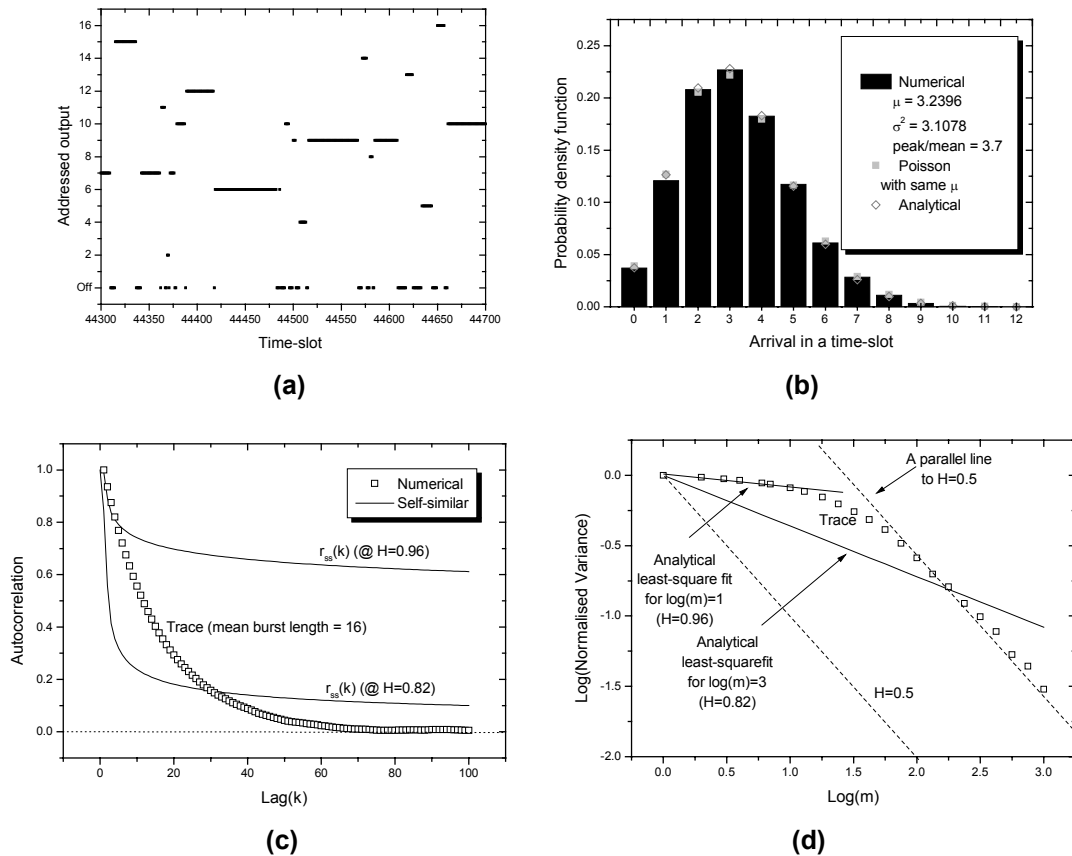 16
14
12
10
8
6
4
2
Off
Addressed output
44300 44350 44400 44450 44500 44550 44600 44650 44700
Time-slot
(a)
0.25
0.20
0.15
0.10
0.05
0.00
Probability density function
Numerical
μ = 3.2396
σ² = 3.1078
peak/mean = 3.7
Poisson
with same μ
Analytical
0 1 2 3 4 5 6 7 8 9 10 11 12
Arrival in a time-slot
(b)
1.0
0.8
0.6
0.4
0.2
0.0
Autocorrelation
Numerical
Self-similar
r_ss(k) (@ H=0.96)
Trace (mean burst length = 16)
r_ss(k) (@ H=0.82)
0 20 40 60 80 100
Lag(k)
(c)
0.0
-0.5
-1.0
-1.5
-2.0
Log(Normalised Variance)
A parallel line
to H=0.5
Trace
Analytical
least-square fit
for log(m)=1
(H=0.96)
Analytical
least-squarefit
for log(m)=3
(H=0.82)
H=0.5
0.0 0.5 1.0 1.5 2.0 2.5 3.0
Log(m)
(d)